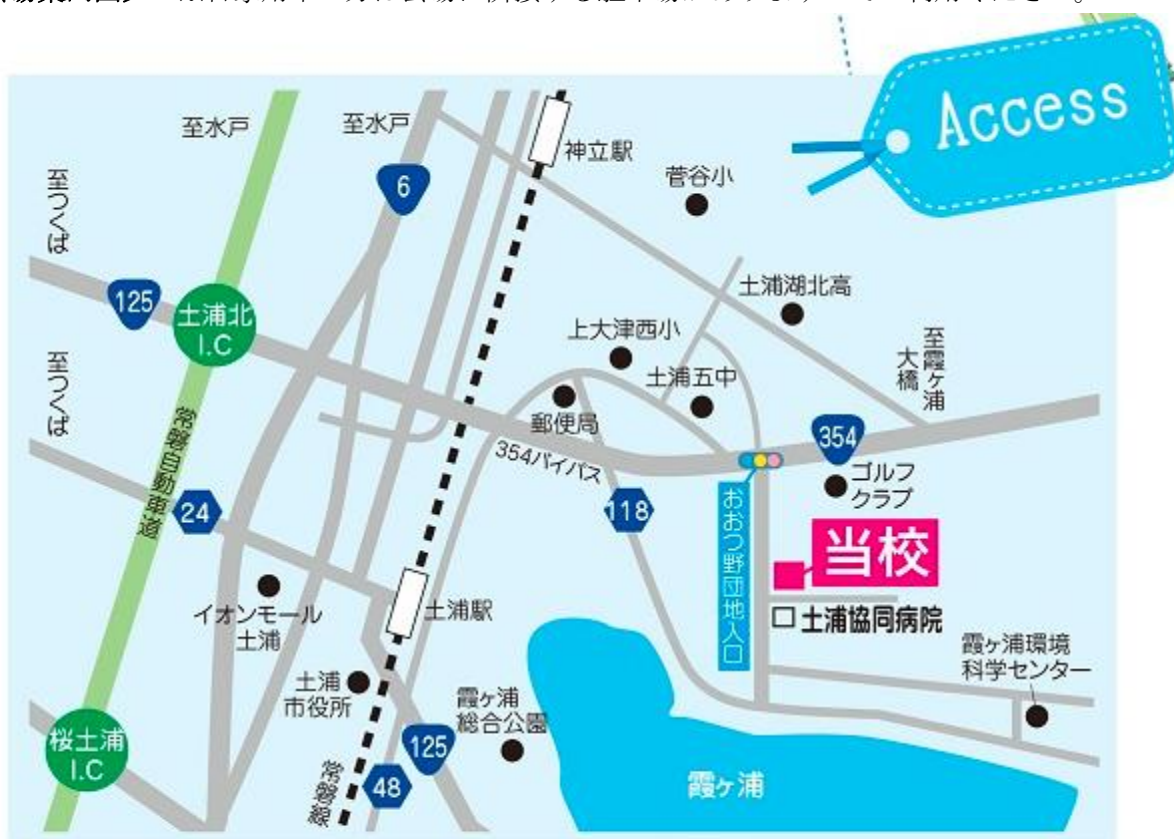 Access
至水戸
至水戸
神立駅
菅谷小
至つくば
6
125
土浦北
I.C
土浦湖北高
上大津西小
土浦五中
至霞ヶ浦
大橋
至つくば
郵便局
354
354バイパス
常磐自動車道
24
118
おおつ野団地入口
ゴルフ
クラブ
当校
イオンモール
土浦
土浦駅
土浦協同病院
霞ヶ浦環境
科学センター
土浦
市役所
霞ヶ浦
総合公園
桜土浦
I.C
125
常磐線
48
霞ヶ浦